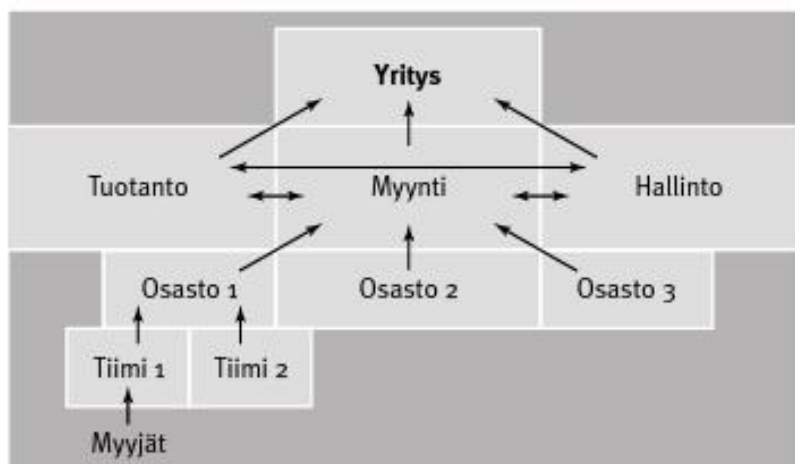 Yritys
Tuotanto Myynti Hallinto
Osasto 1 Osasto 2 Osasto 3
Tiimi 1 Tiimi 2
Myyjät